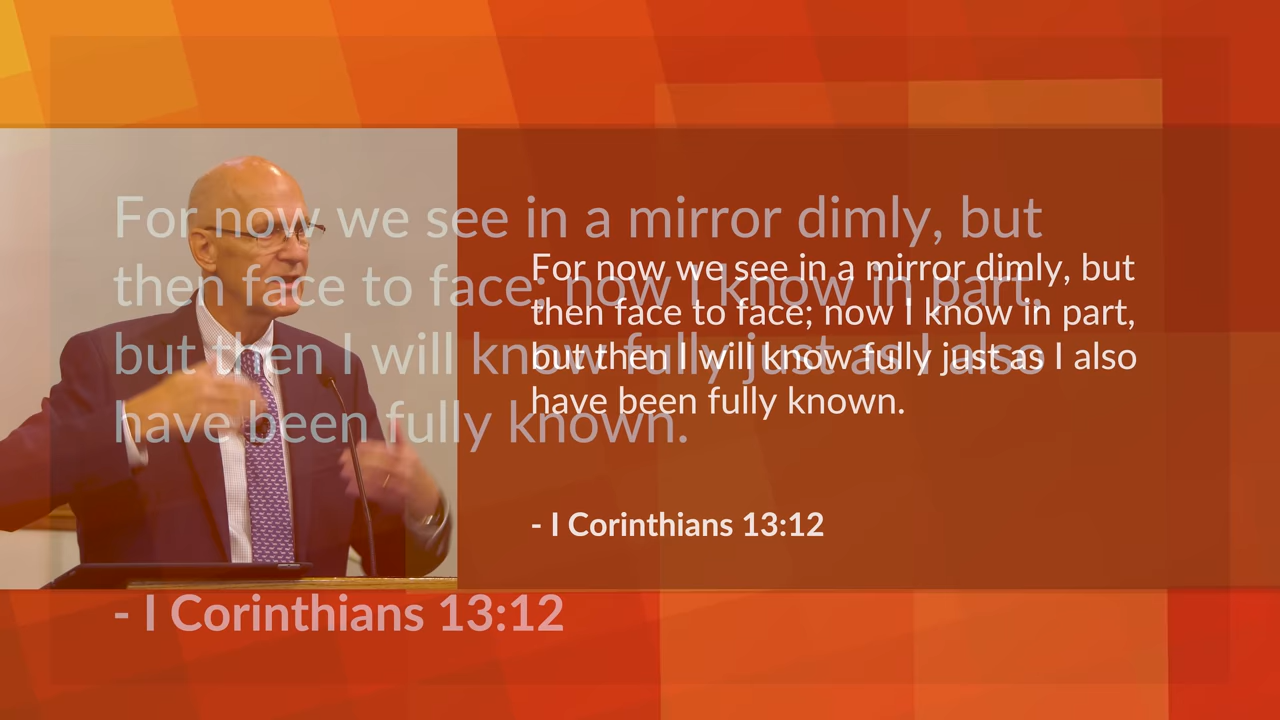 For now we see in a mirror dimly, but
then face to face; now I know in part,
but then I will know fully just as I also
have been fully known.
- I Corinthians 13:12
For now we see in a mirror dimly, but
then face to face; now I know in part,
but then I will know fully just as I also
have been fully known.
- I Corinthians 13:12